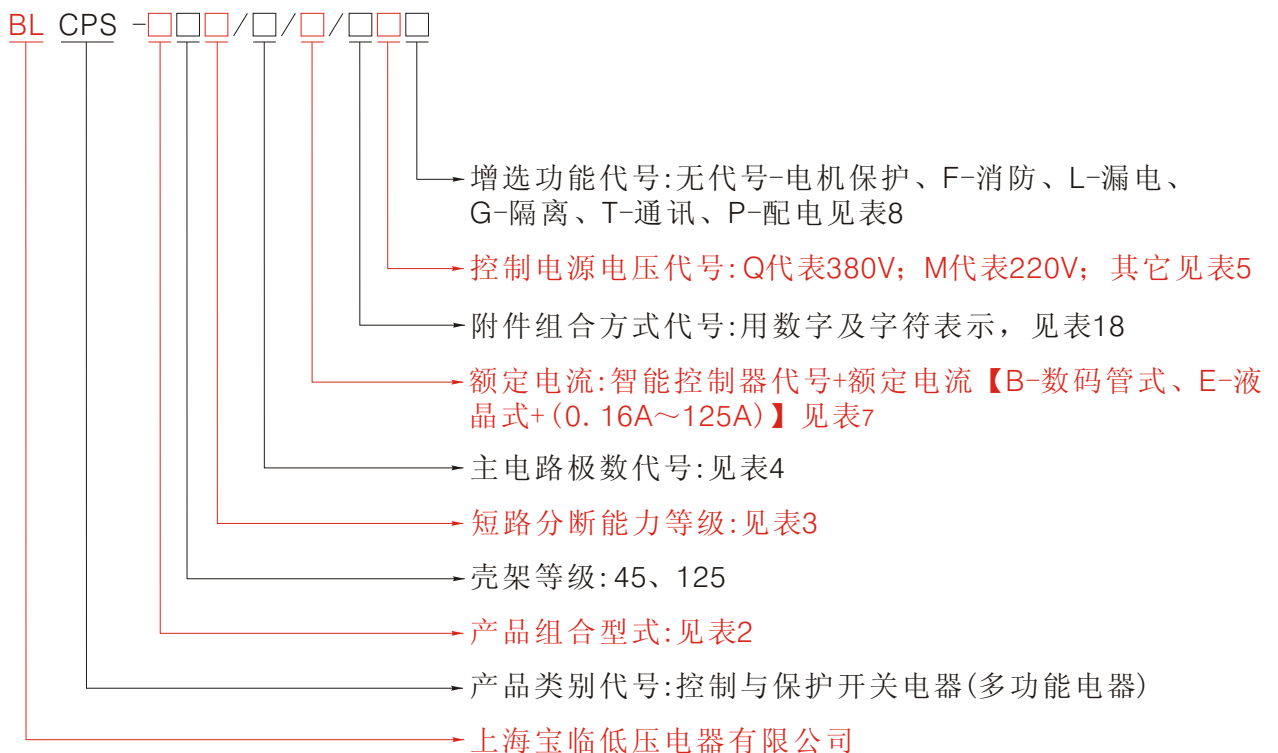 BL CPS -□□□/□/□/□□□
增选功能代号:无代号-电机保护、F-消防、L-漏电、
G-隔离、T-通讯、P-配电见表8
控制电源电压代号:Q代表380V；M代表220V；其它见表5
附件组合方式代号:用数字及字符表示，见表18
额定电流:智能控制器代号+额定电流【B-数码管式、E-液
晶式+(0.16A～125A)】见表7
主电路极数代号:见表4
短路分断能力等级:见表3
壳架等级:45、125
产品组合型式:见表2
产品类别代号:控制与保护开关电器(多功能电器)
上海宝临低压电器有限公司